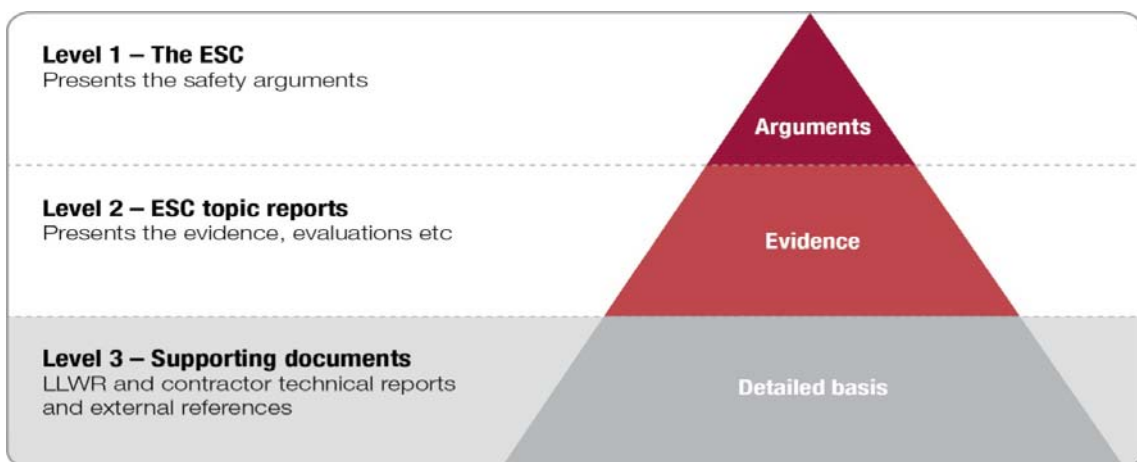 Level 1 – The ESC
Presents the safety arguments
Arguments
Level 2 – ESC topic reports
Presents the evidence, evaluations etc
Evidence
Level 3 – Supporting documents
LLWR and contractor technical reports
and external references
Detailed basis